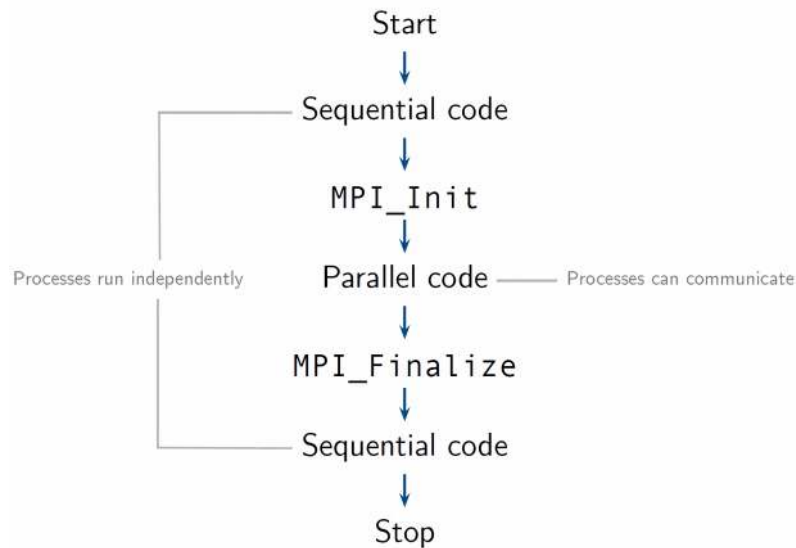 Start
Sequential code
MPI_Init
Processes run independently
Parallel code
Processes can communicate
MPI_Finalize
Sequential code
Stop